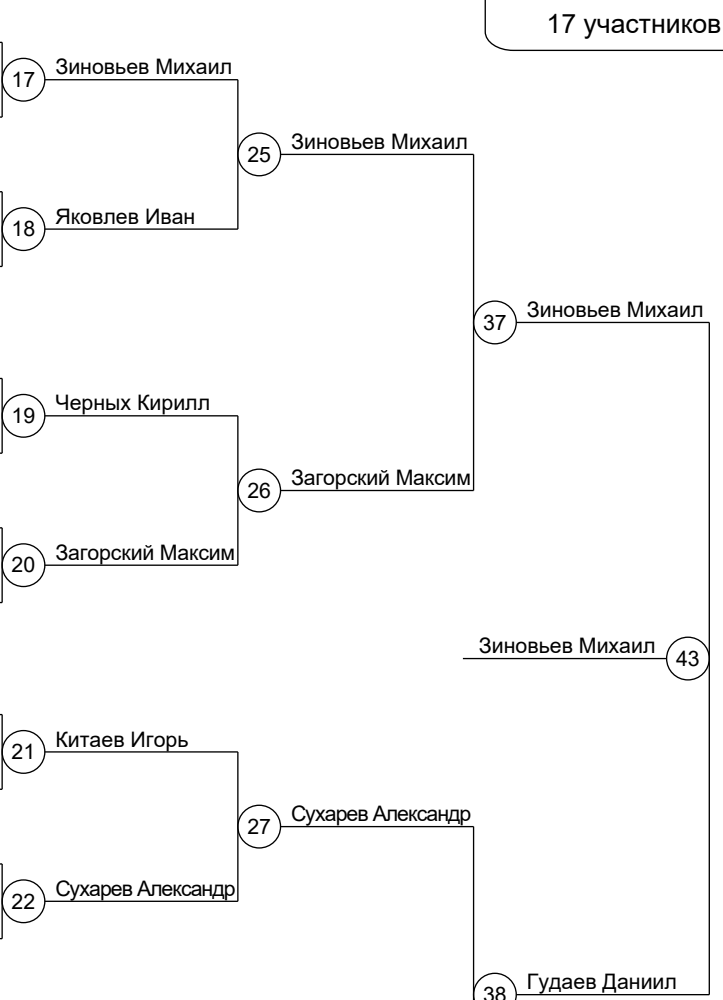 17 участников
17 Зиновьев Михаил
25 Зиновьев Михаил
18 Яковлев Иван
37 Зиновьев Михаил
19 Черных Кирилл
26 Загорский Максим
20 Загорский Максим
Зиновьев Михаил 43
21 Китаев Игорь
27 Сухарев Александр
22 Сухарев Александр
38 Гудаев Даниил